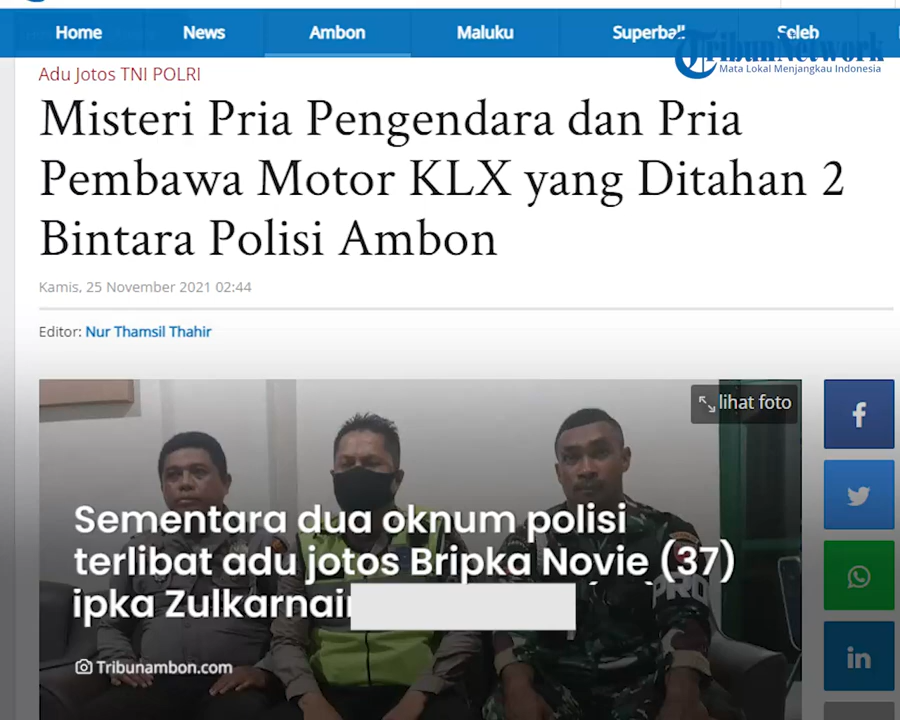 Home News Ambon Maluku Superball Seleb
Tribun Network
Mata Lokal Menjangkau Indonesia
Adu Jotos TNI POLRI
Misteri Pria Pengendara dan Pria
Pembawa Motor KLX yang Ditahan 2
Bintara Polisi Ambon
Kamis, 25 November 2021 02:44
Editor: Nur Thamsil Thahir
lihat foto
Sementara dua oknum polisi
terlibat adu jotos Bripka Novie (37)
ipka Zulkarnai
Tribunambon.com